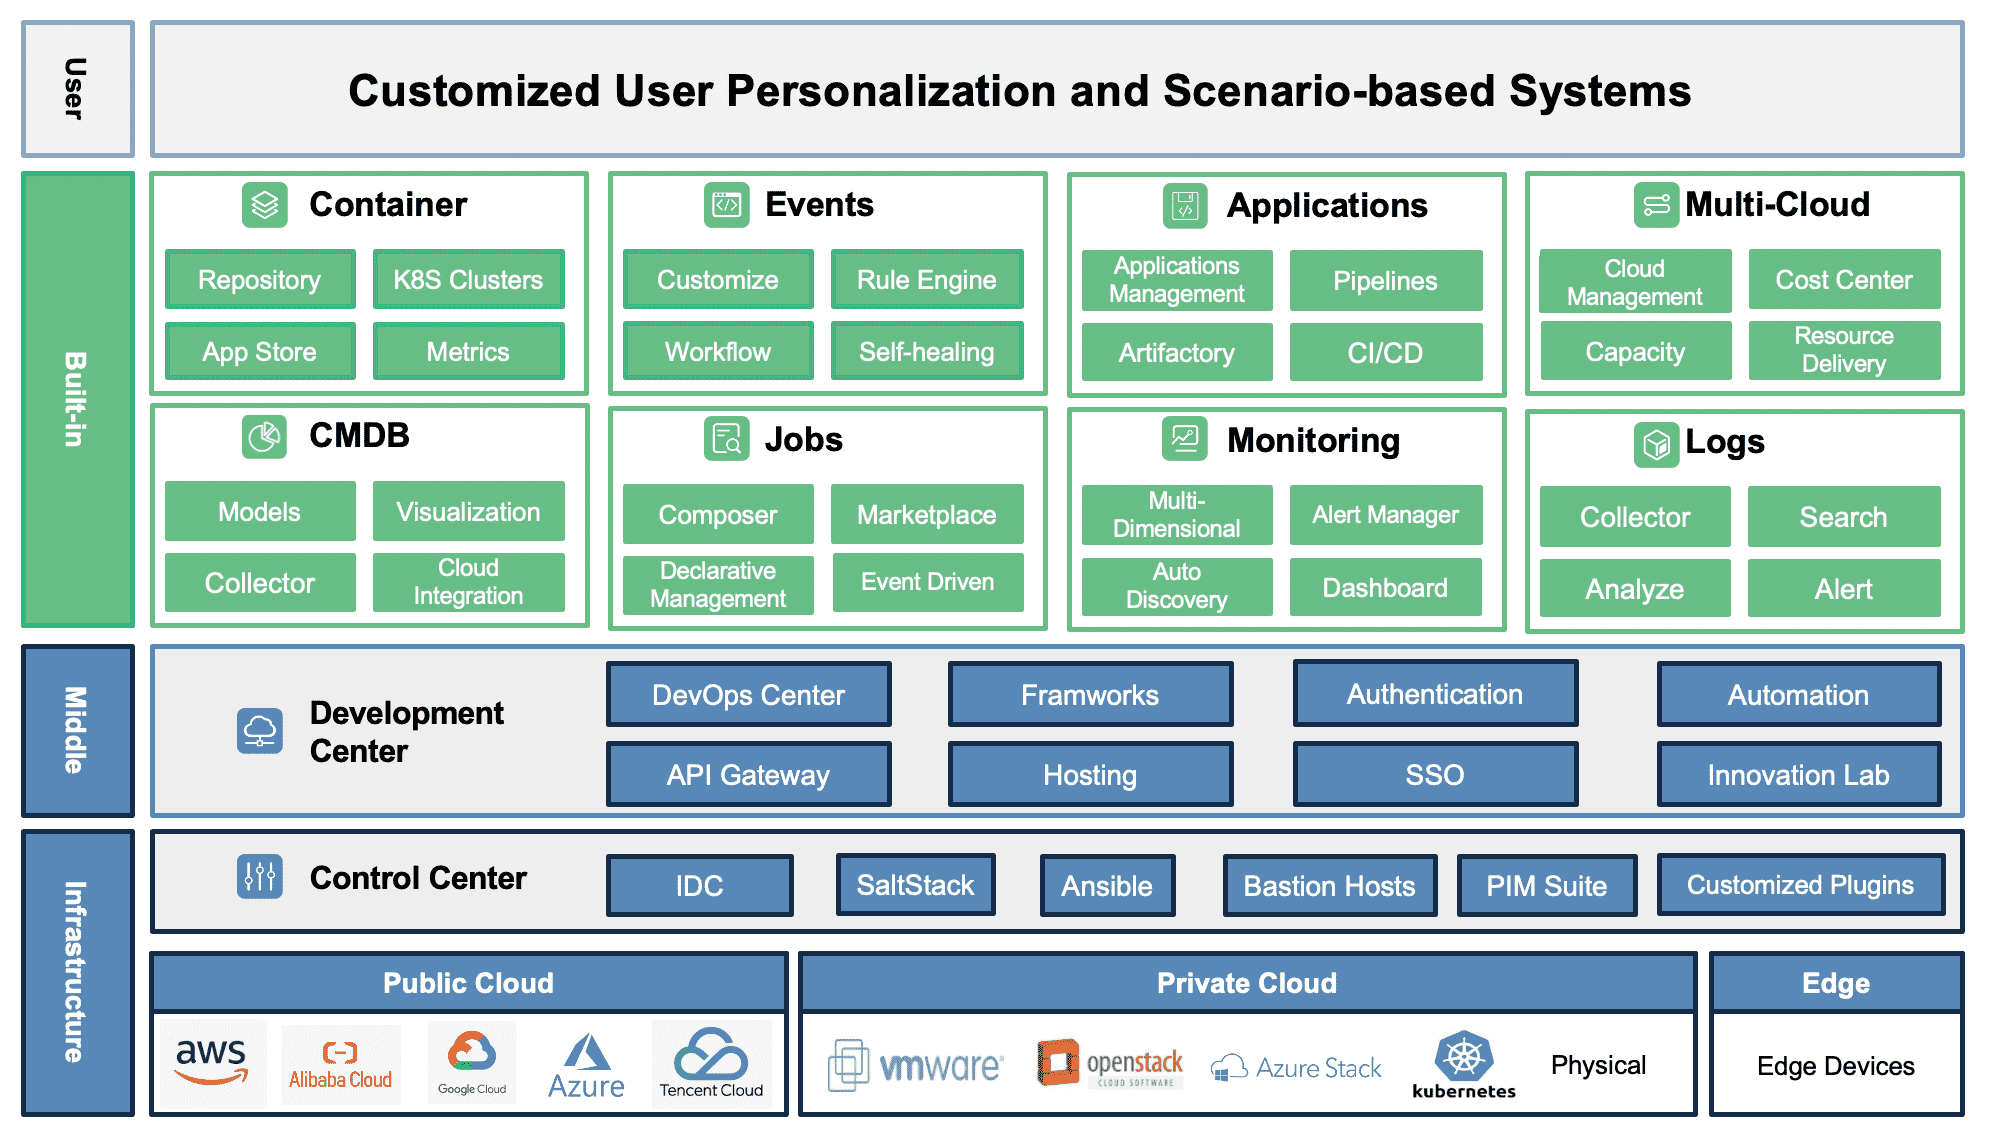 User
Customized User Personalization and Scenario-based Systems
Built-in
Container
Repository
K8S Clusters
App Store
Metrics
Events
Customize
Rule Engine
Workflow
Self-healing
Applications
Applications
Management
Pipelines
Artifactory
CI/CD
Multi-Cloud
Cloud
Management
Cost Center
Capacity
Resource
Delivery
CMDB
Models
Visualization
Collector
Cloud
Integration
Jobs
Composer
Marketplace
Declarative
Management
Event Driven
Monitoring
Multi-
Dimensional
Alert Manager
Auto
Discovery
Dashboard
Logs
Collector
Search
Analyze
Alert
Middle
Development
Center
DevOps Center
Framworks
Authentication
Automation
API Gateway
Hosting
SSO
Innovation Lab
Infrastructure
Control Center
IDC
SaltStack
Ansible
Bastion Hosts
PIM Suite
Customized Plugins
Public Cloud
aws
Alibaba Cloud
Google Cloud
Azure
Tencent Cloud
Private Cloud
vmware®
openstack
CLOUD SOFTWARE
Azure Stack
kubernetes
Physical
Edge
Edge Devices